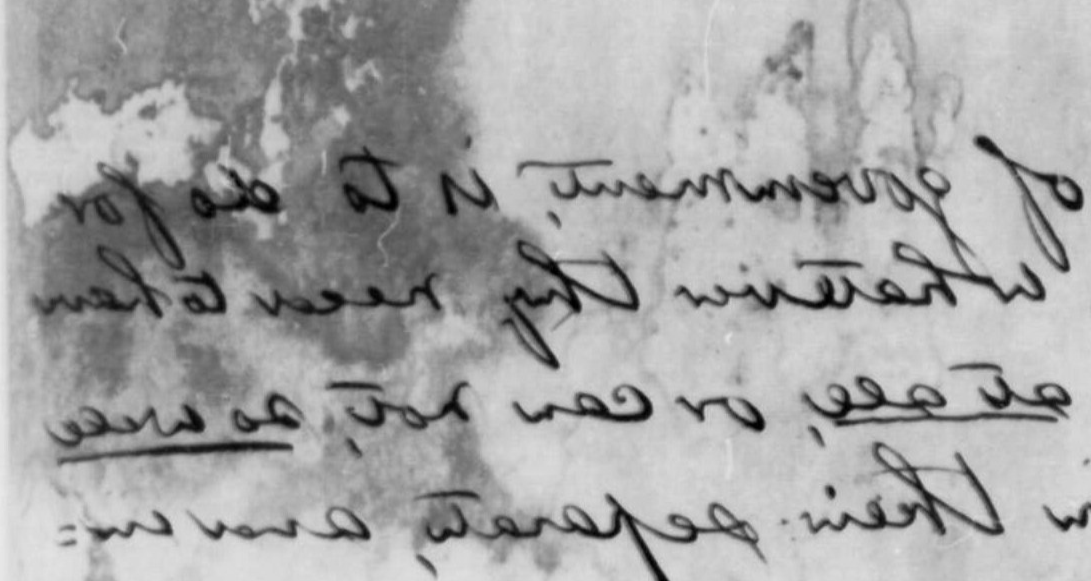 of government, is to do for
whatever they need to have
at all, or can not, so well
in their separate, and in=